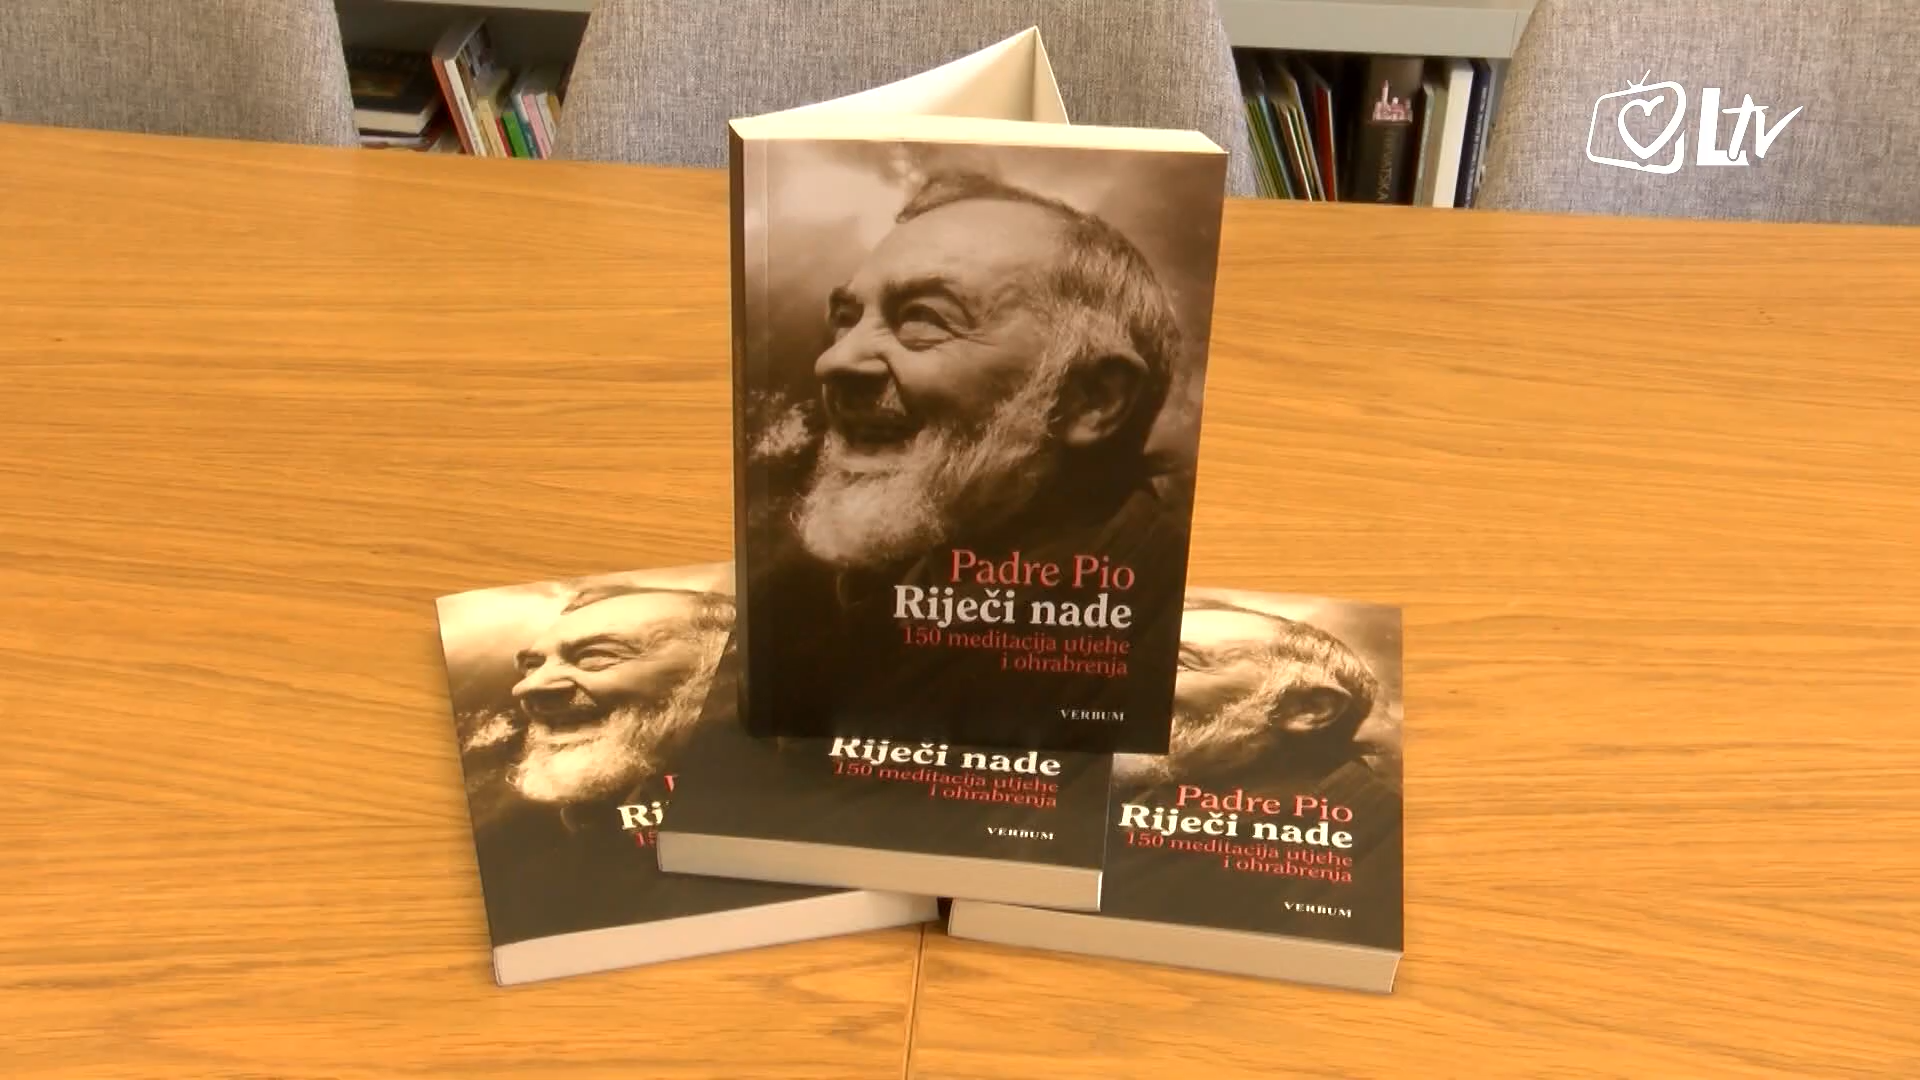 Ltv
HRVATSKA
Padre Pio
Riječi nade
150 meditacija utjehe
i ohrabrenja
VERBUM
Riječi nade
150 meditacija utjehe
i ohrabrenja
VERBUM
Padre Pio
Riječi nade
150 meditacija utjehe
i ohrabrenja
VERBUM